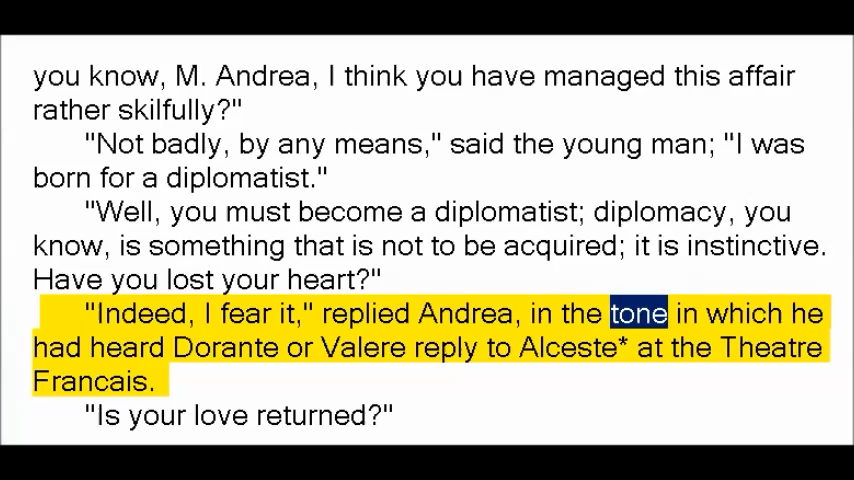 you know, M. Andrea, I think you have managed this affair
rather skilfully?"
"Not badly, by any means," said the young man; "I was
born for a diplomatist."
"Well, you must become a diplomatist; diplomacy, you
know, is something that is not to be acquired; it is instinctive.
Have you lost your heart?"
"Indeed, I fear it," replied Andrea, in the tone in which he
had heard Dorante or Valere reply to Alceste* at the Theatre
Francais.
"Is your love returned?"